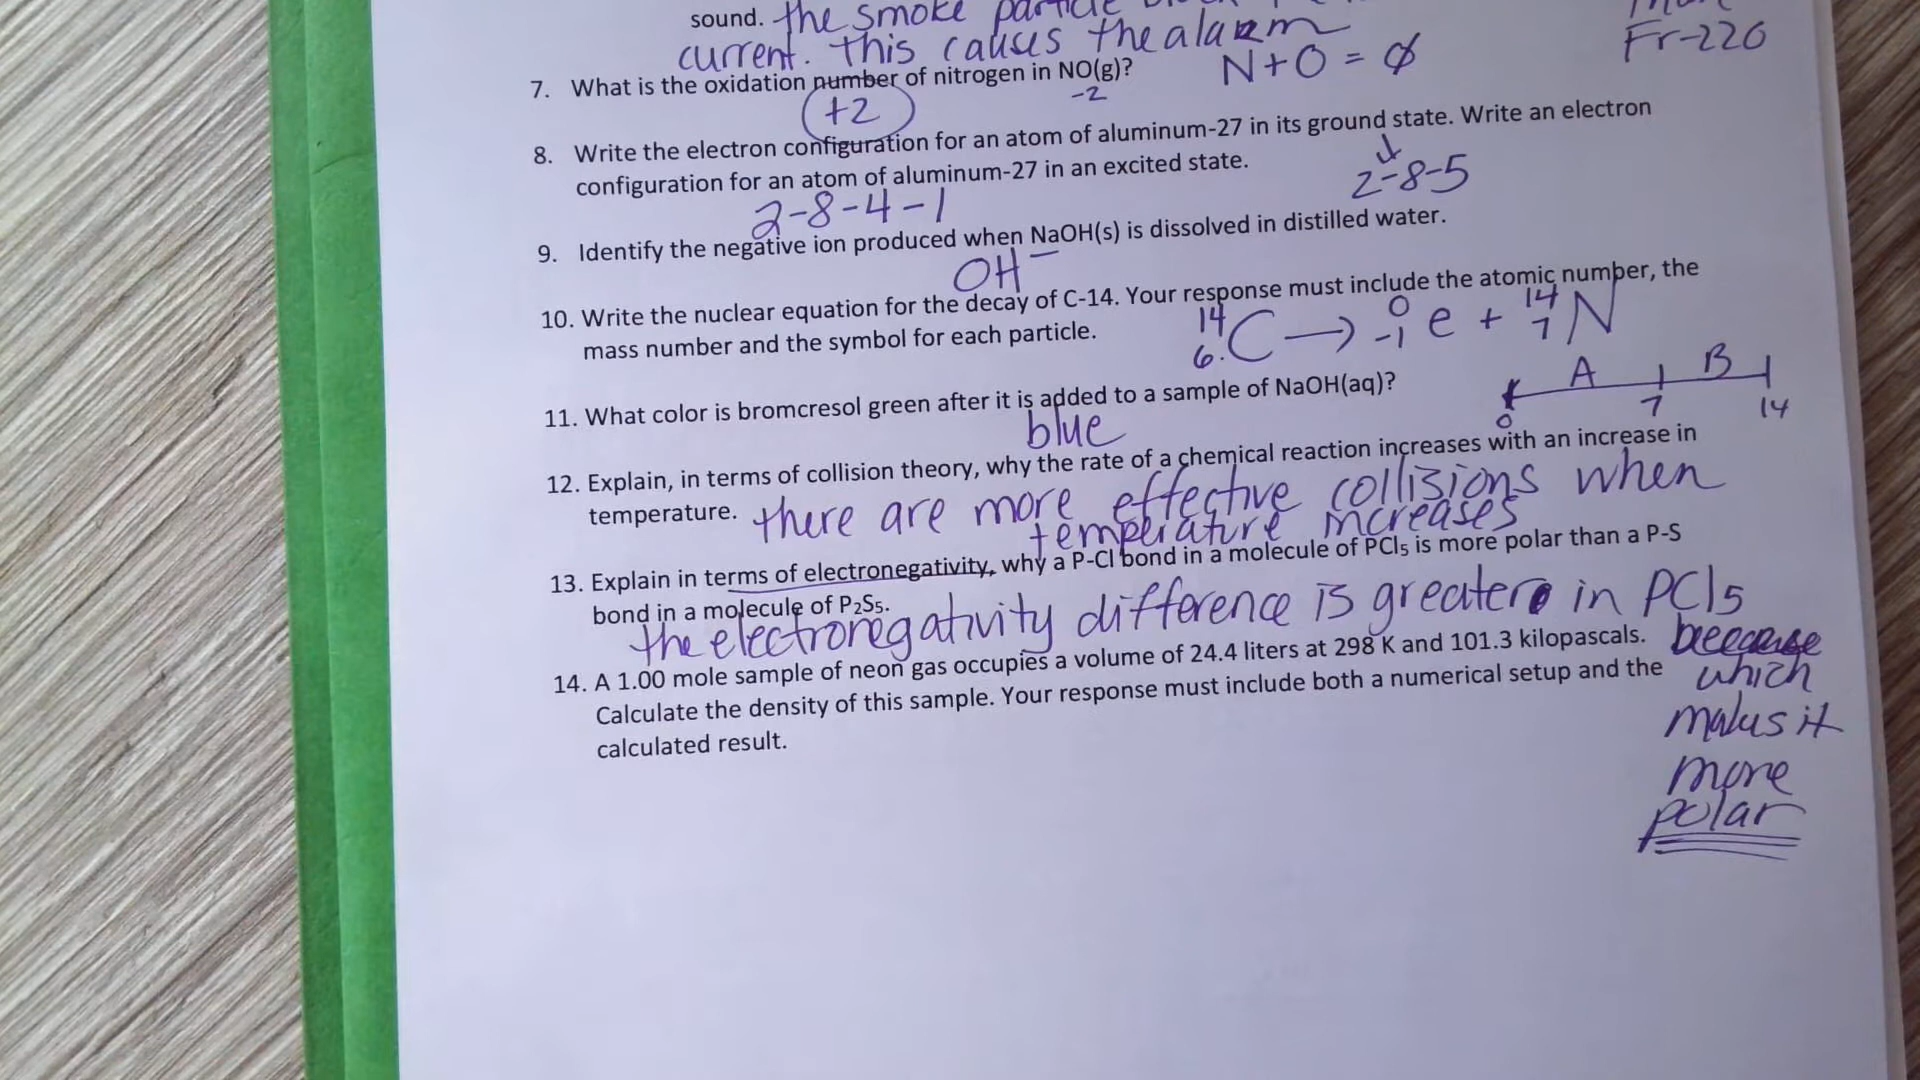 sound. the smoke particle
current. This causes the alarm
Fr-220
7. What is the oxidation number of nitrogen in NO(g)? N+O = ∅
+2 -2
8. Write the electron configuration for an atom of aluminum-27 in its ground state. Write an electron
configuration for an atom of aluminum-27 in an excited state. 2-8-5
2-8-4-1
9. Identify the negative ion produced when NaOH(s) is dissolved in distilled water.
OH⁻
10. Write the nuclear equation for the decay of C-14. Your response must include the atomic number, the
mass number and the symbol for each particle. ¹⁴₆C → ⁰₋₁e + ¹⁴₇N
A B
0 7 14
11. What color is bromcresol green after it is added to a sample of NaOH(aq)?
blue
12. Explain, in terms of collision theory, why the rate of a chemical reaction increases with an increase in
temperature. there are more effective collisions when
temperature increases
13. Explain in terms of electronegativity, why a P-Cl bond in a molecule of PCl₅ is more polar than a P-S
bond in a molecule of P₂S₅.
the electronegativity difference is greater in PCl5
which
makes it
more
polar
14. A 1.00 mole sample of neon gas occupies a volume of 24.4 liters at 298 K and 101.3 kilopascals.
Calculate the density of this sample. Your response must include both a numerical setup and the
calculated result.